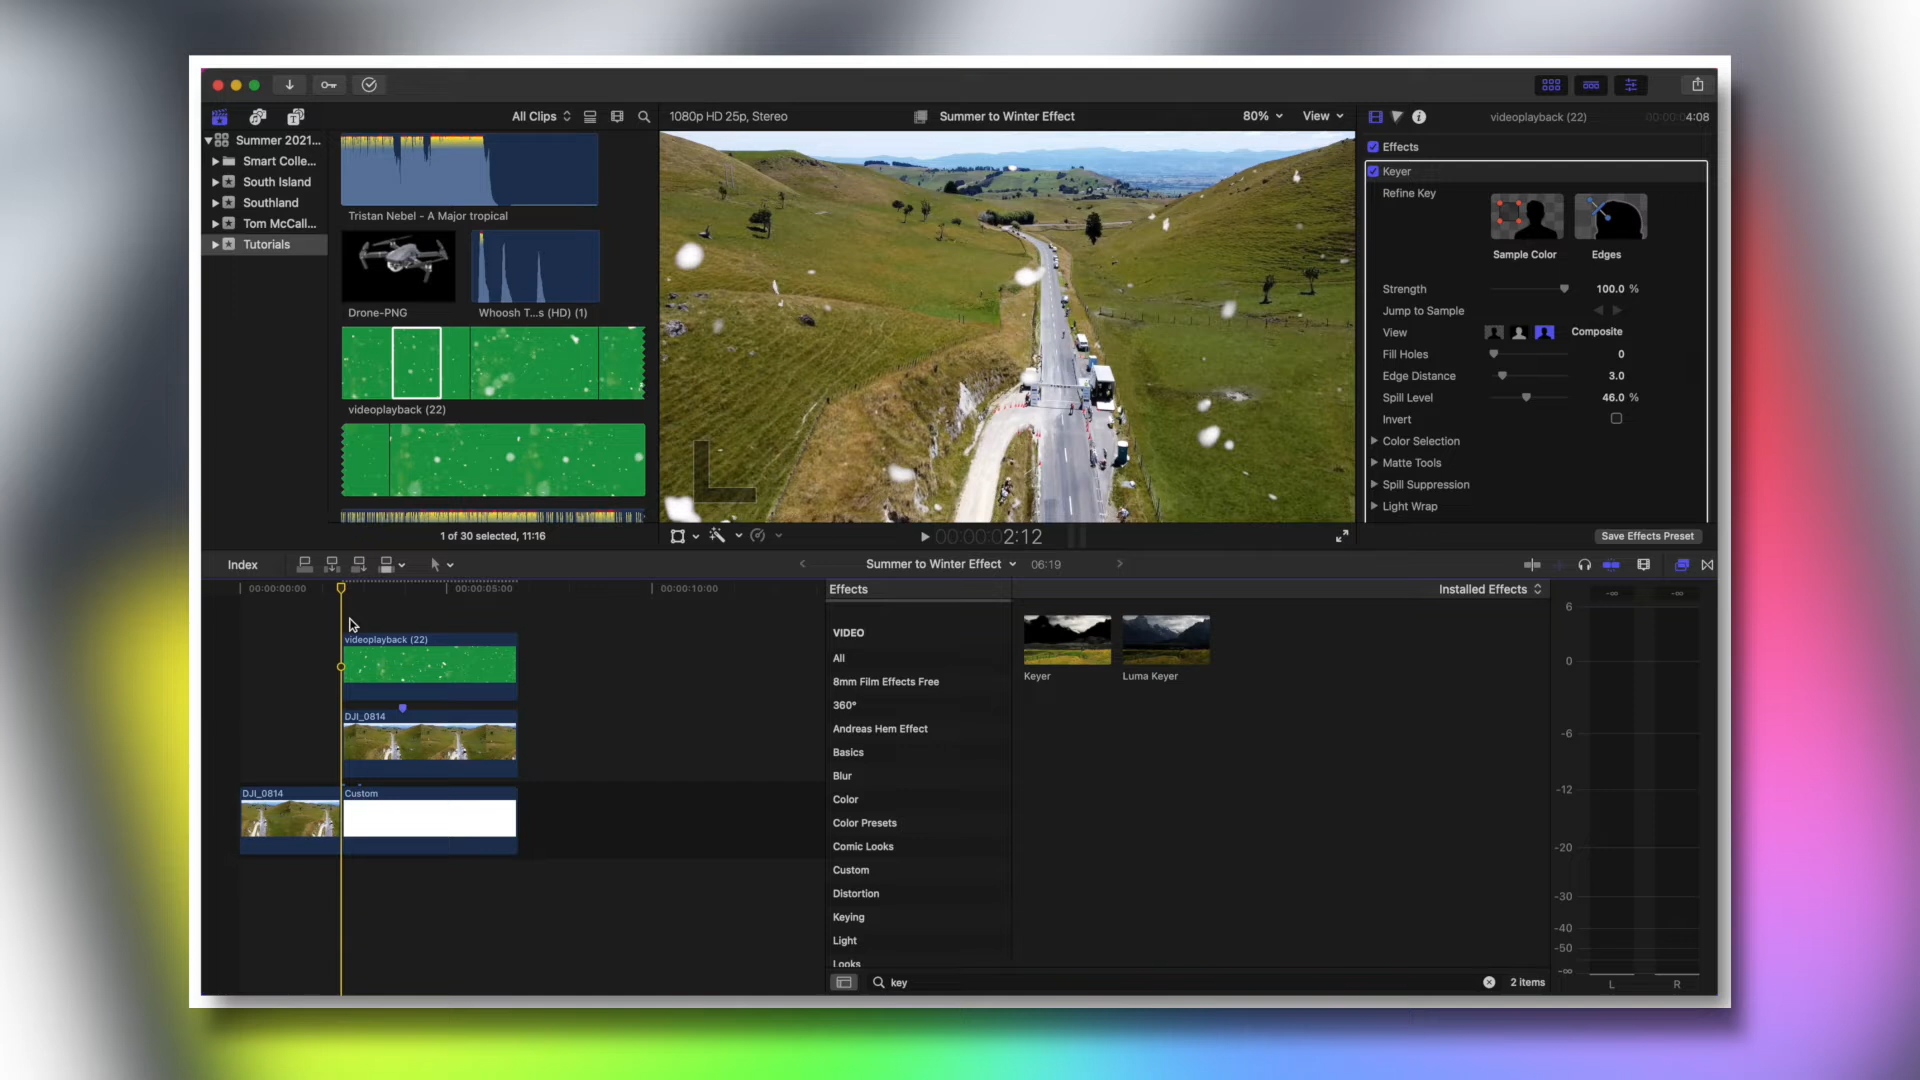 All Clips
1080p HD 25p, Stereo
Summer to Winter Effect
80%
View
videoplayback (22)
00:00:04:08
Summer 2021...
Smart Colle...
South Island
Southland
Tom McCall...
Tutorials
Tristan Nebel - A Major tropical
Drone-PNG
Whoosh T...s (HD) (1)
videoplayback (22)
1 of 30 selected, 11:16
00:00:00:02:12
Effects
Keyer
Refine Key
Sample Color
Edges
Strength
100.0 %
Jump to Sample
View
Composite
Fill Holes
0
Edge Distance
3.0
Spill Level
46.0 %
Invert
Color Selection
Matte Tools
Spill Suppression
Light Wrap
Save Effects Preset
Index
Summer to Winter Effect
06:19
00:00:00:00
00:00:05:00
00:00:10:00
videoplayback (22)
DJI_0814
DJI_0814
Custom
Effects
Installed Effects
VIDEO
All
8mm Film Effects Free
360°
Andreas Hem Effect
Basics
Blur
Color
Color Presets
Comic Looks
Custom
Distortion
Keying
Light
Looks
Keyer
Luma Keyer
key
2 items
-∞
-∞
6
0
-6
-12
-20
-30
-40
-50
-∞
L
R